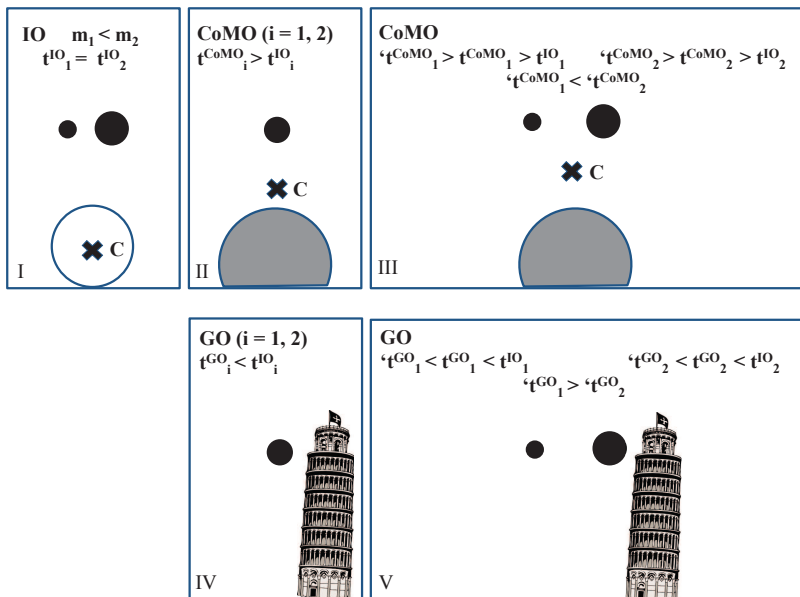 IO m₁ < m₂
tᴵᴼ₁ = tᴵᴼ₂
C
I
CoMO (i = 1, 2)
tᶜᵒᴹᴼᵢ > tᴵᴼᵢ
C
II
CoMO
‘tᶜᵒᴹᴼ₁ > tᶜᵒᴹᴼ₁ > tᴵᴼ₁ ‘tᶜᵒᴹᴼ₂ > tᶜᵒᴹᴼ₂ > tᴵᴼ₂
‘tᶜᵒᴹᴼ₁ < ‘tᶜᵒᴹᴼ₂
C
III
GO (i = 1, 2)
tᴳᴼᵢ < tᴵᴼᵢ
IV
GO
‘tᴳᴼ₁ < tᴳᴼ₁ < tᴵᴼ₁ ‘tᴳᴼ₂ < tᴳᴼ₂ < tᴵᴼ₂
‘tᴳᴼ₁ > ‘tᴳᴼ₂
V